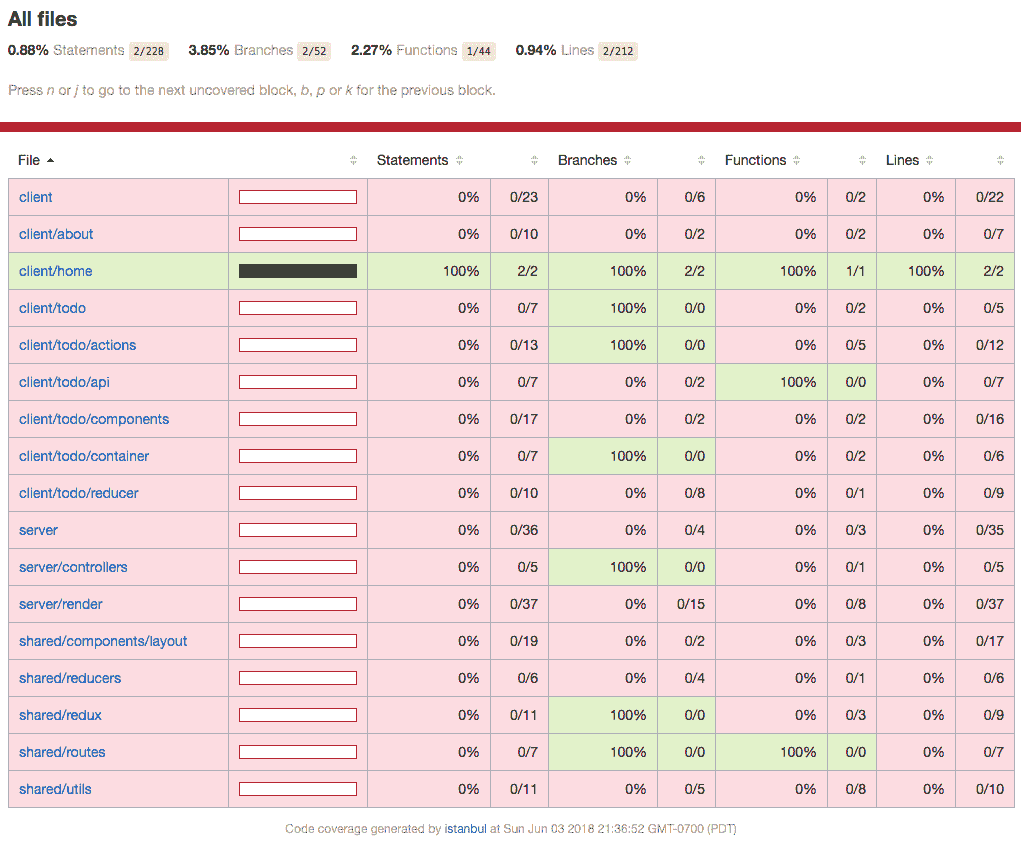 All files
0.88% Statements 2/228 3.85% Branches 2/52 2.27% Functions 1/44 0.94% Lines 2/212
Press n or j to go to the next uncovered block, b, p or k for the previous block.
File Statements Branches Functions Lines
client 0% 0/23 0% 0/6 0% 0/2 0% 0/22
client/about 0% 0/10 0% 0/2 0% 0/2 0% 0/7
client/home 100% 2/2 100% 2/2 100% 1/1 100% 2/2
client/todo 0% 0/7 100% 0/0 0% 0/2 0% 0/5
client/todo/actions 0% 0/13 100% 0/0 0% 0/5 0% 0/12
client/todo/api 0% 0/7 0% 0/2 100% 0/0 0% 0/7
client/todo/components 0% 0/17 0% 0/2 0% 0/2 0% 0/16
client/todo/container 0% 0/7 100% 0/0 0% 0/2 0% 0/6
client/todo/reducer 0% 0/10 0% 0/8 0% 0/1 0% 0/9
server 0% 0/36 0% 0/4 0% 0/3 0% 0/35
server/controllers 0% 0/5 100% 0/0 0% 0/1 0% 0/5
server/render 0% 0/37 0% 0/15 0% 0/8 0% 0/37
shared/components/layout 0% 0/19 0% 0/2 0% 0/3 0% 0/17
shared/reducers 0% 0/6 0% 0/4 0% 0/1 0% 0/6
shared/redux 0% 0/11 100% 0/0 0% 0/3 0% 0/9
shared/routes 0% 0/7 100% 0/0 100% 0/0 0% 0/7
shared/utils 0% 0/11 0% 0/5 0% 0/8 0% 0/10
Code coverage generated by istanbul at Sun Jun 03 2018 21:36:52 GMT-0700 (PDT)